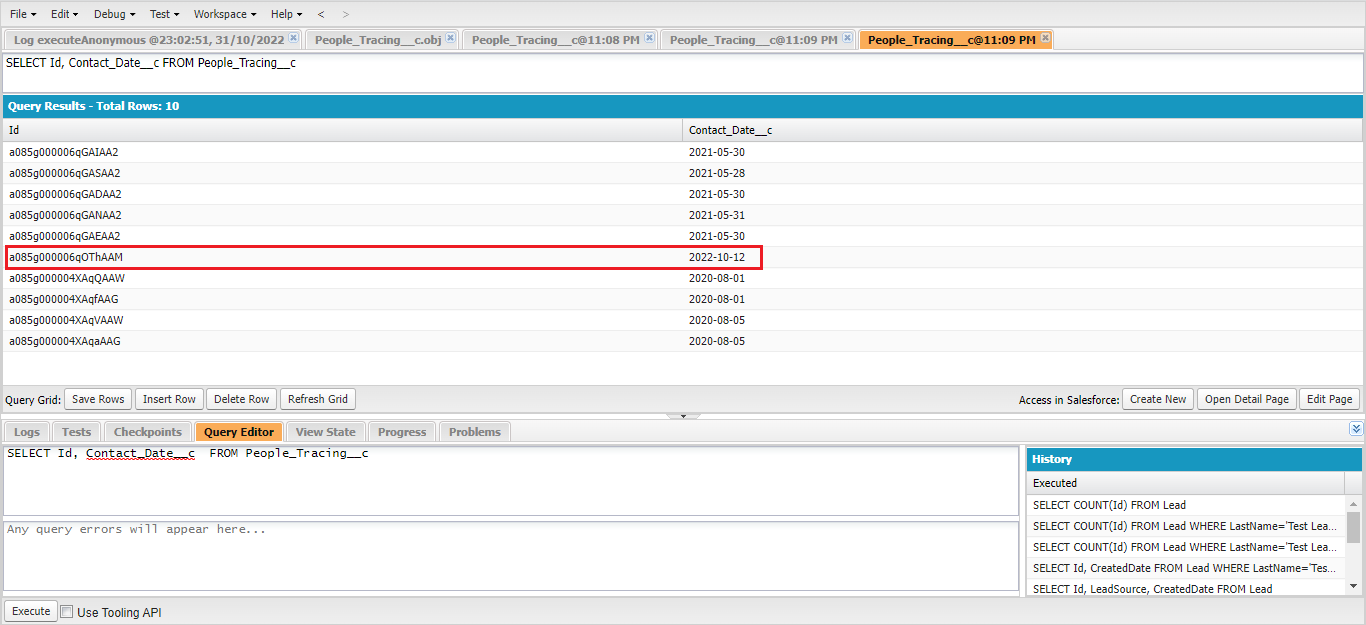 File Edit Debug Test Workspace Help < >
Log executeAnonymous @23:02:51, 31/10/2022 People_Tracing__c.obj People_Tracing__c@11:08 PM People_Tracing__c@11:09 PM People_Tracing__c@11:09 PM
SELECT Id, Contact_Date__c FROM People_Tracing__c
Query Results - Total Rows: 10
Id Contact_Date__c
a085g000006qGAIAA2 2021-05-30
a085g000006qGASAA2 2021-05-28
a085g000006qGADAA2 2021-05-30
a085g000006qGANAA2 2021-05-31
a085g000006qGAEAA2 2021-05-30
a085g000006qOThAAM 2022-10-12
a085g000004XAqQAAW 2020-08-01
a085g000004XAqfAAG 2020-08-01
a085g000004XAqVAAW 2020-08-05
a085g000004XAqaAAG 2020-08-05
Query Grid: Save Rows Insert Row Delete Row Refresh Grid Access in Salesforce: Create New Open Detail Page Edit Page
Logs Tests Checkpoints Query Editor View State Progress Problems
SELECT Id, Contact_Date__c  FROM People_Tracing__c
Any query errors will appear here...
History
Executed
SELECT COUNT(Id) FROM Lead
SELECT COUNT(Id) FROM Lead WHERE LastName='Test Lea...
SELECT COUNT(Id) FROM Lead WHERE LastName='Test Lea...
SELECT Id, CreatedDate FROM Lead WHERE LastName='Tes...
SELECT Id, LeadSource, CreatedDate FROM Lead
Execute Use Tooling API